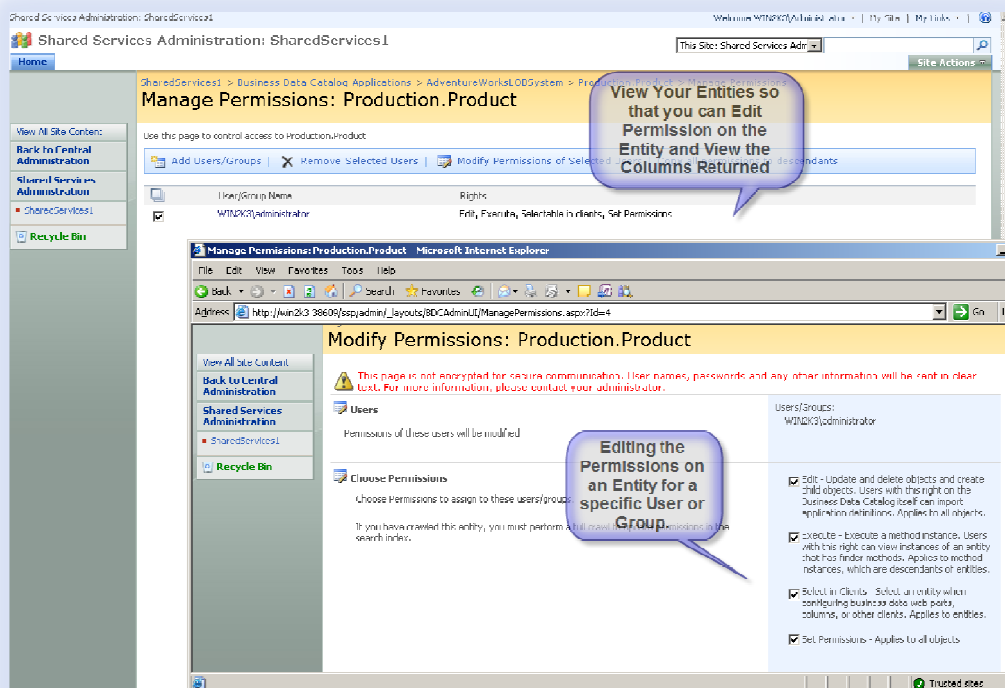 Shared Services Administration: SharedServices1
Welcome WIN2K3\Administrator | My Site | My Links
Shared Services Administration: SharedServices1
This Site: Shared Services Adm
Home
Site Actions
SharedServices1 > Business Data Catalog Applications > AdventureWorksLOBSystem > Production.Product > Manage Permissions
Manage Permissions: Production.Product
View Your Entities so
that you can Edit
Permission on the
Entity and View the
Columns Returned
View All Site Content
Back to Central
Administration
Shared Services
Administration
SharedServices1
Recycle Bin
Use this page to control access to Production.Product
Add Users/Groups | Remove Selected Users | Modify Permissions of Selected descendants
User/Group Name Rights
WIN2K3\administrator Edit, Execute, Selectable in clients, Set Permissions
Manage Permissions: Production.Product - Microsoft Internet Explorer
File Edit View Favorites Tools Help
Back Search Favorites
Address http://win2k3:38609/ssp/admin/_layouts/BDCAdminUI/ManagePermissions.aspx?Id=4 Go
Modify Permissions: Production.Product
View All Site Content
Back to Central
Administration
Shared Services
Administration
SharedServices1
Recycle Bin
This page is not encrypted for secure communication. User names, passwords and any other information will be sent in clear
text. For more information, please contact your administrator.
Users
Permissions of these users will be modified
Users/Groups:
WIN2K3\administrator
Editing the
Permissions on
an Entity for a
specific User or
Group.
Choose Permissions
Choose Permissions to assign to these users/groups.
If you have crawled this entity, you must perform a full crawl permissions in the
search index.
Edit - Update and delete objects and create
child objects. Users with this right on the
Business Data Catalog itself can import
application definitions. Applies to all objects.
Execute - Execute a method instance. Users
with this right can view instances of an entity
that has finder methods. Applies to method
instances, which are descendants of entities.
Select in Clients - Select an entity when
configuring business data web parts,
columns, or other clients. Applies to entities.
Set Permissions - Applies to all objects
Trusted sites